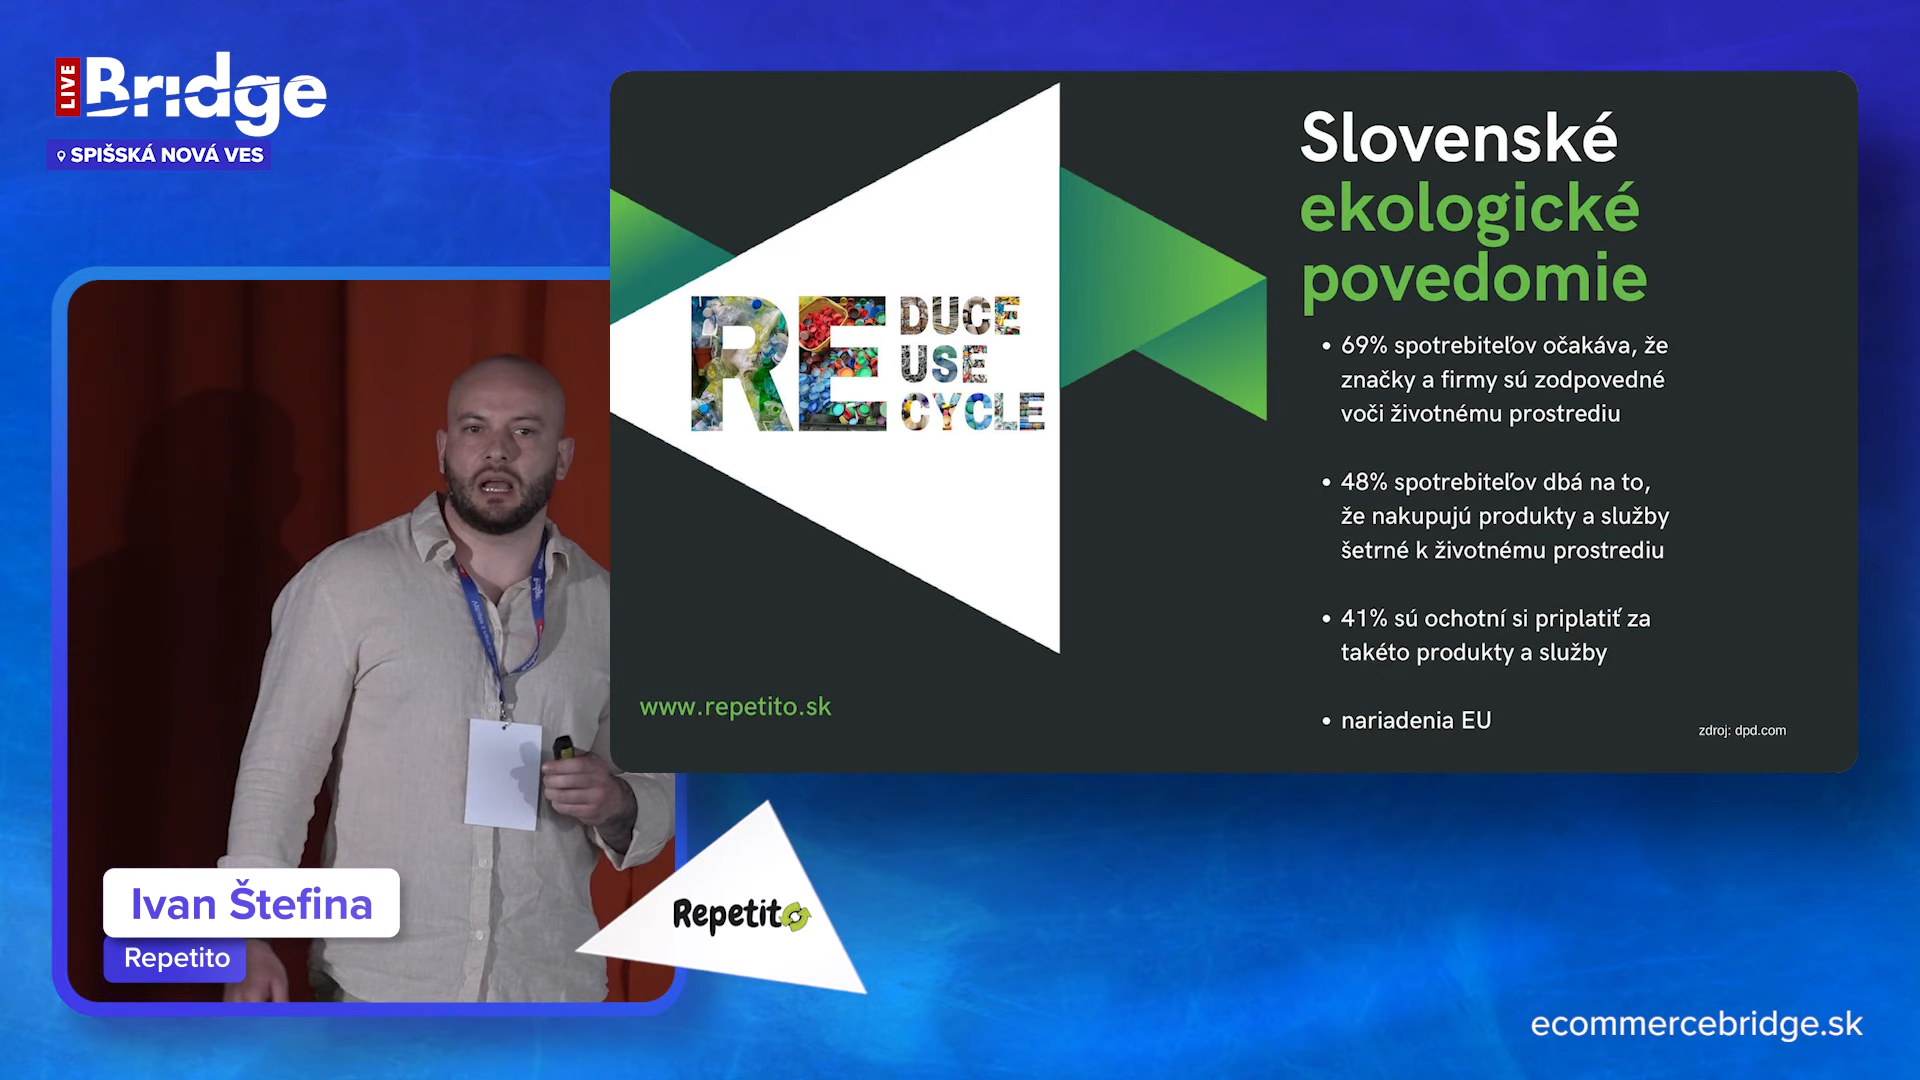 LIVE
Bridge
SPIŠSKÁ NOVÁ VES
Slovenské
ekologické
povedomie
REDUCE
USE
CYCLE
• 69% spotrebiteľov očakáva, že
značky a firmy sú zodpovedné
voči životnému prostrediu
• 48% spotrebiteľov dbá na to,
že nakupujú produkty a služby
šetrné k životnému prostrediu
• 41% sú ochotní si priplatiť za
takéto produkty a služby
• nariadenia EU
zdroj: dpd.com
www.repetito.sk
Ivan Štefina
Repetito
Repetito
ecommercebridge.sk